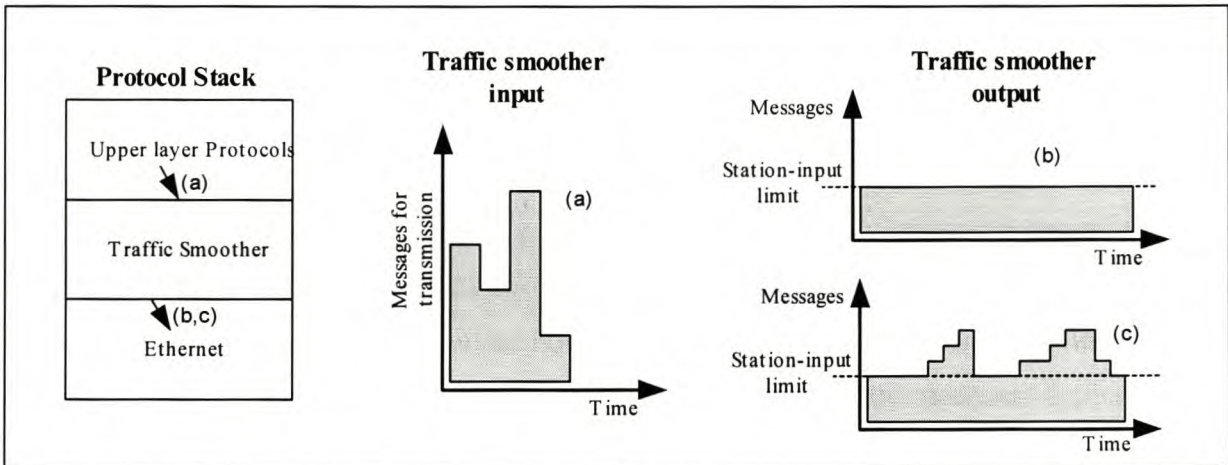 Protocol Stack
Upper layer Protocols
(a)
Traffic Smoother
(b,c)
Ethernet
Traffic smoother
input
Messages for
transmission
(a)
Time
Traffic smoother
output
Messages
(b)
Station-input
limit
Time
Messages
(c)
Station-input
limit
Time